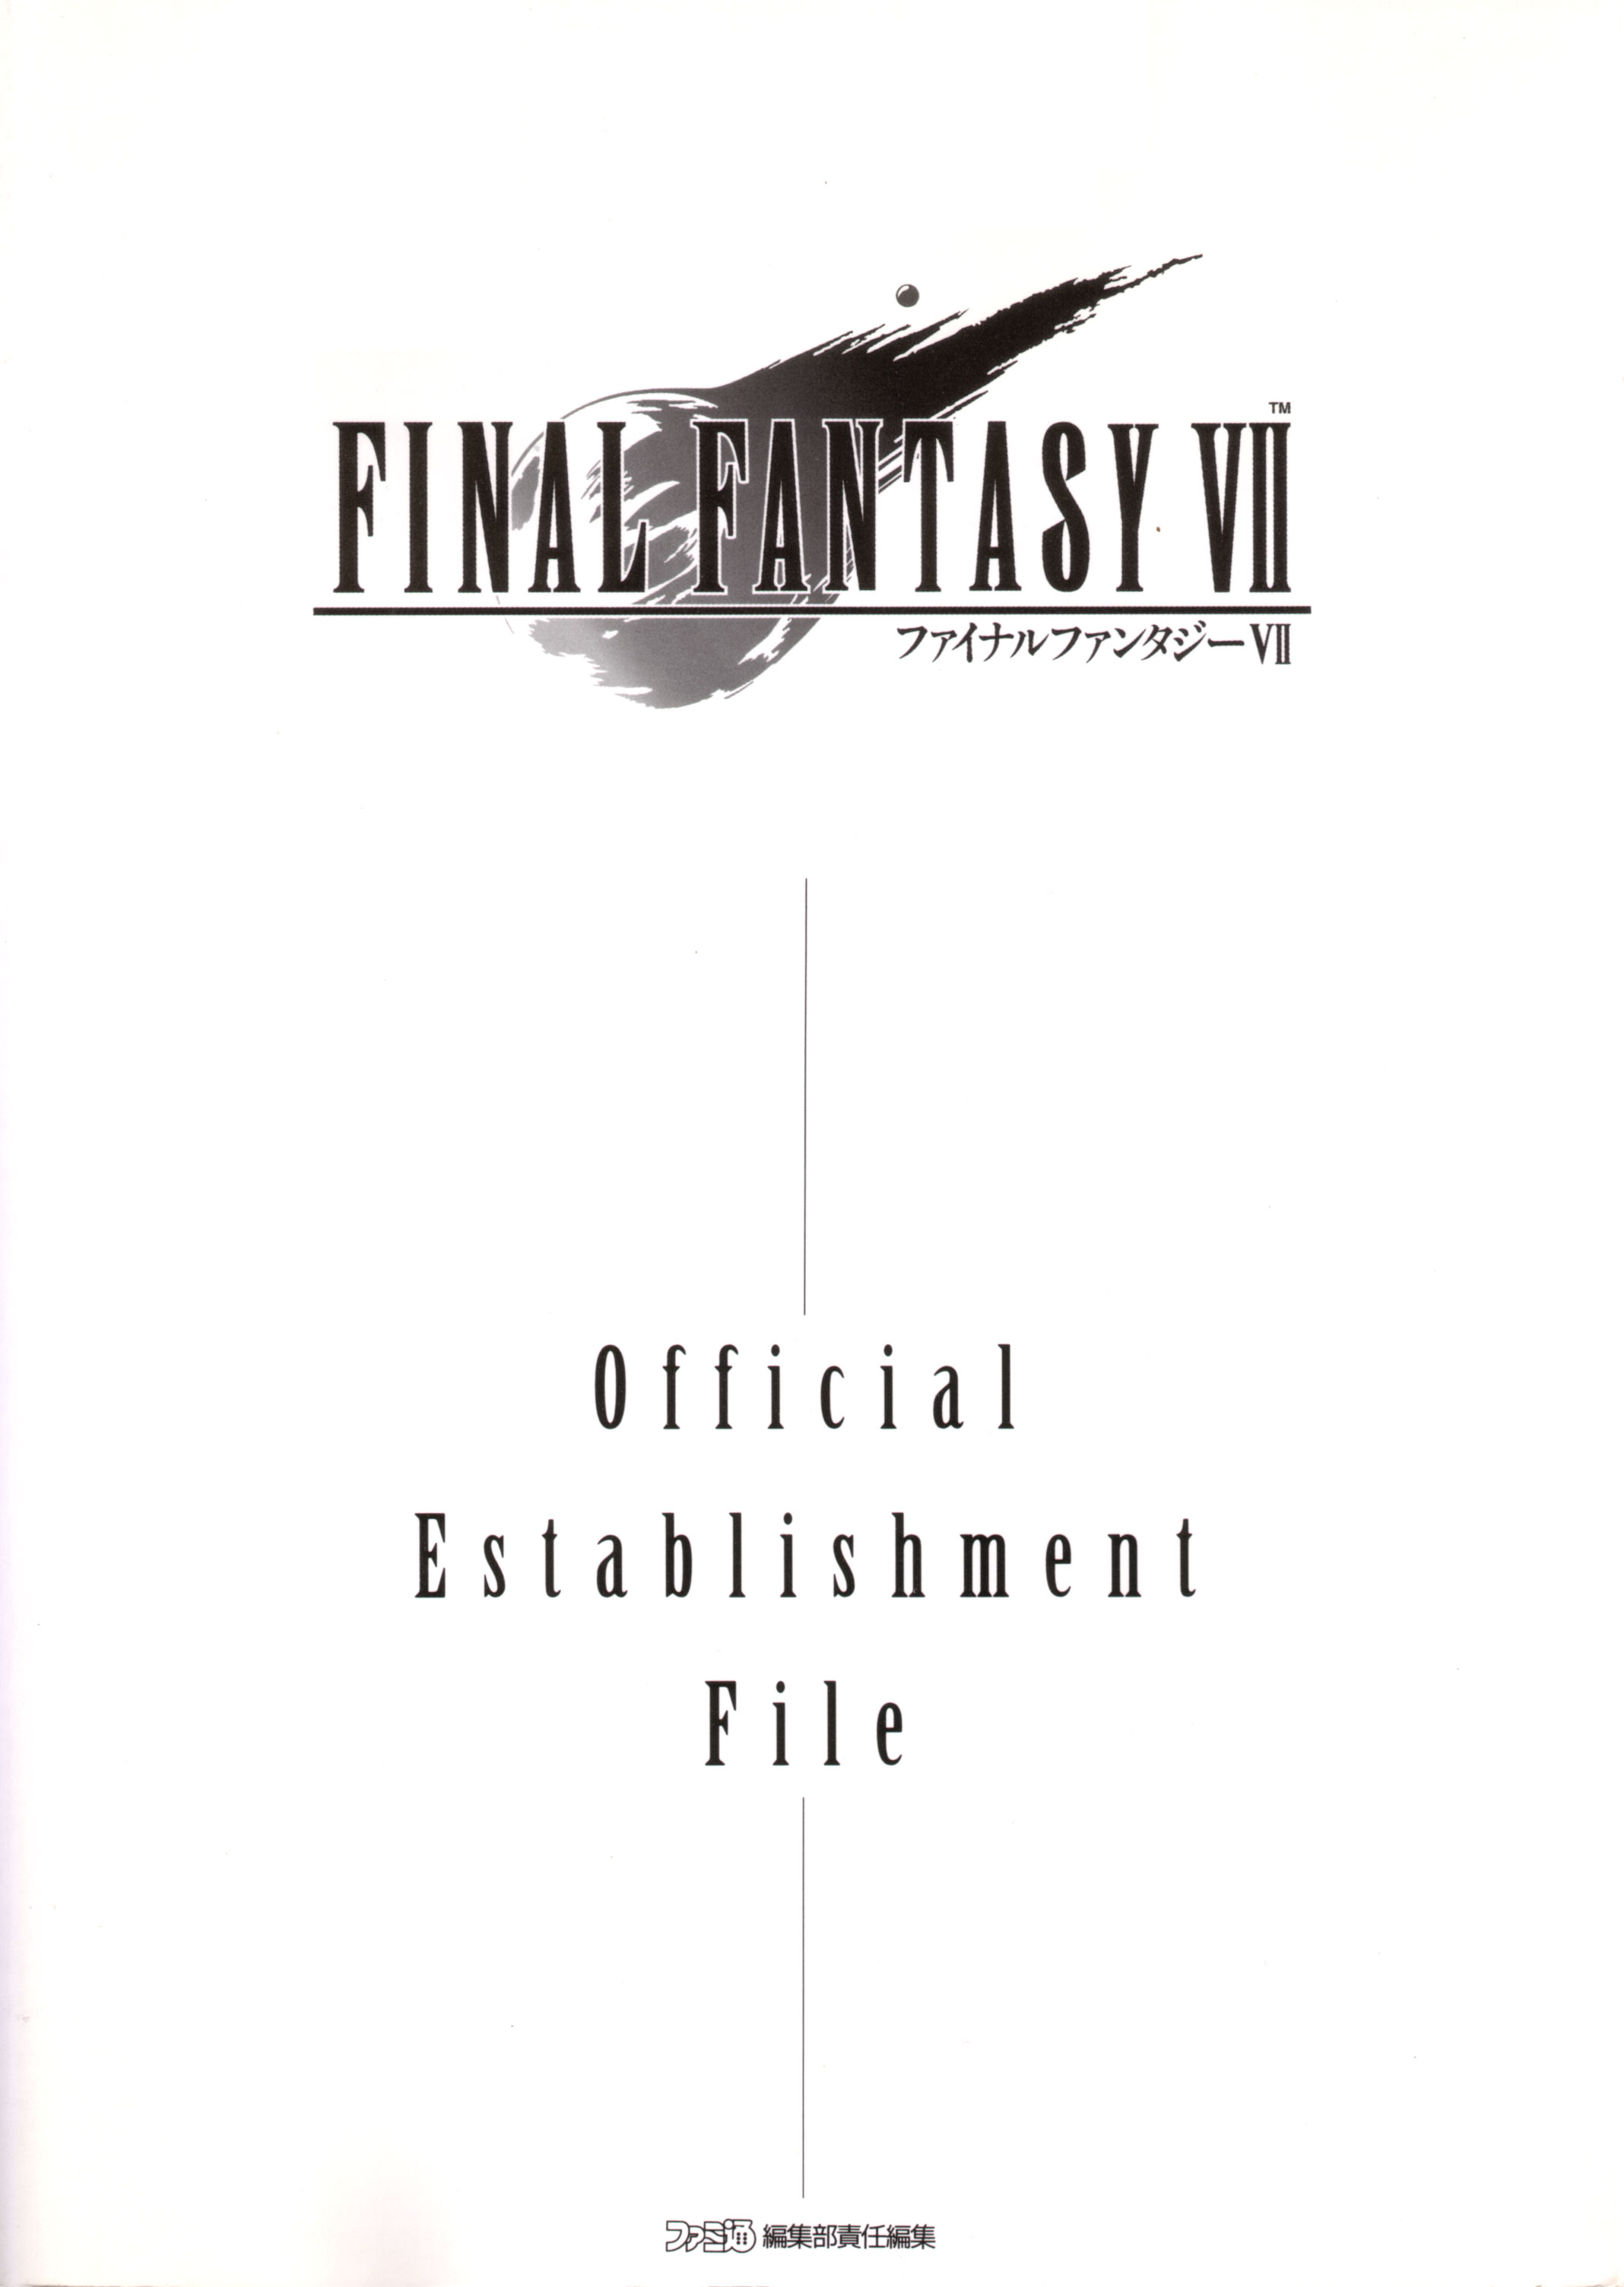 FINAL FANTASY VII™
ファイナルファンタジーVII
Official
Establishment
File
ファミ通 編集部責任編集